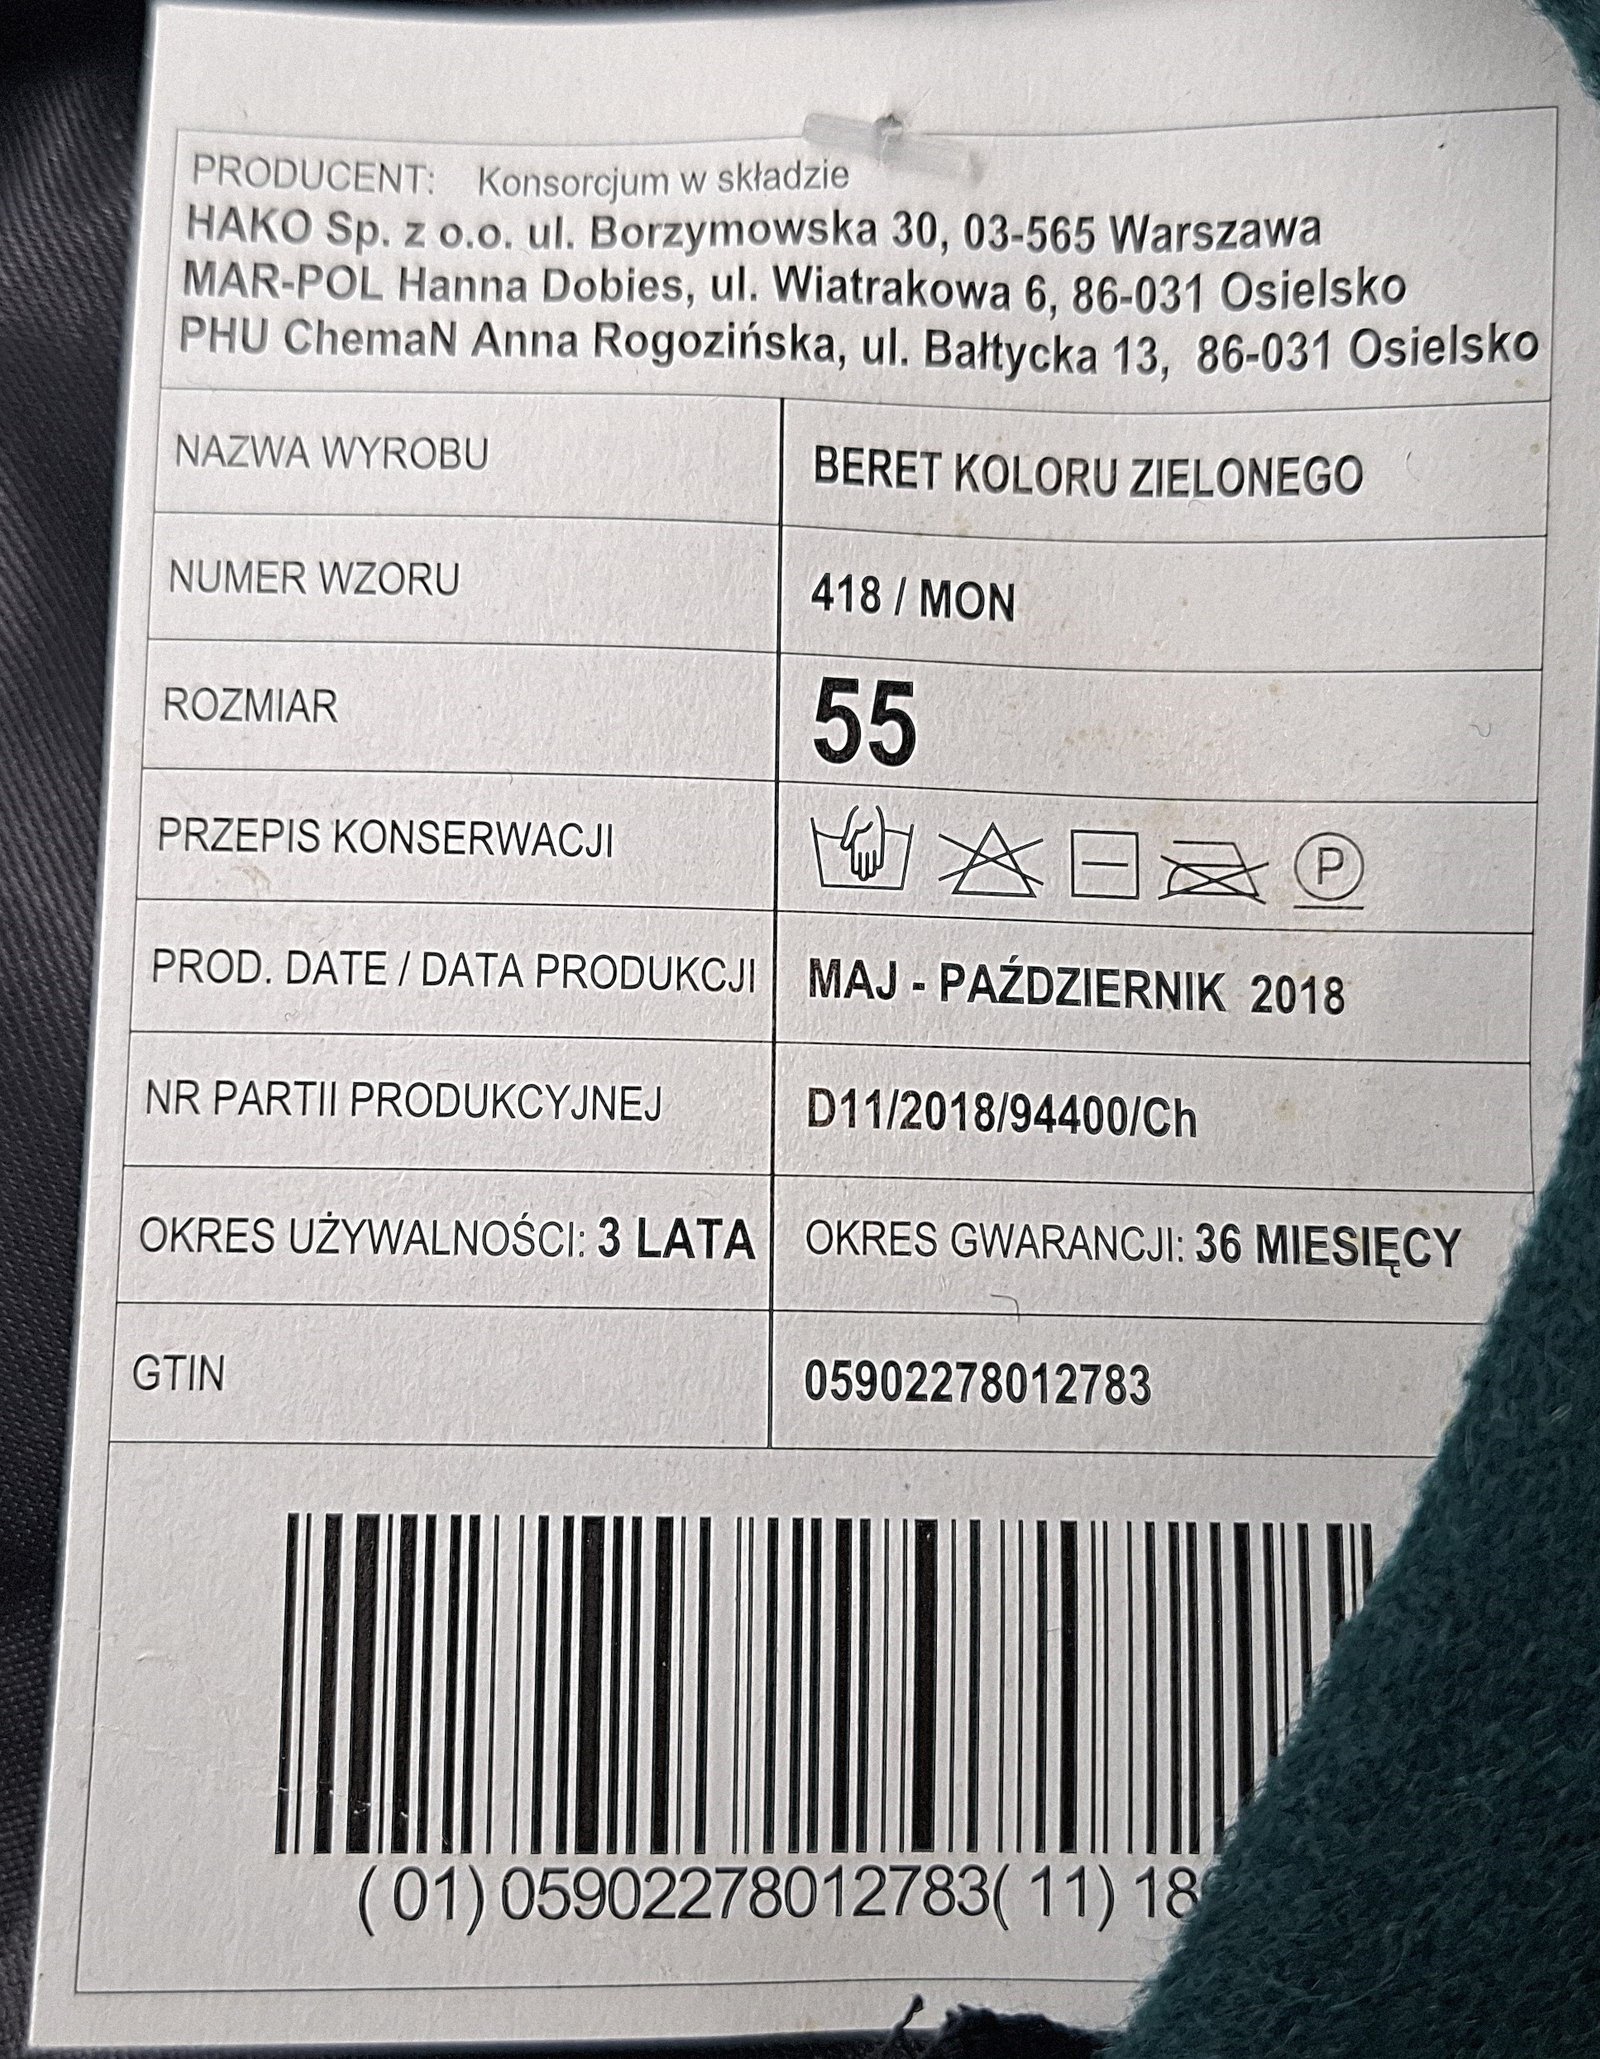 PRODUCENT: Konsorcjum w składzie
HAKO Sp. z o.o. ul. Borzymowska 30, 03-565 Warszawa
MAR-POL Hanna Dobies, ul. Wiatrakowa 6, 86-031 Osielsko
PHU ChemaN Anna Rogozińska, ul. Bałtycka 13, 86-031 Osielsko
NAZWA WYROBU BERET KOLORU ZIELONEGO
NUMER WZORU 418 / MON
ROZMIAR 55
PRZEPIS KONSERWACJI P
PROD. DATE / DATA PRODUKCJI MAJ - PAŹDZIERNIK 2018
NR PARTII PRODUKCYJNEJ D11/2018/94400/Ch
OKRES UŻYWALNOŚCI: 3 LATA OKRES GWARANCJI: 36 MIESIĘCY
GTIN 05902278012783
(01)05902278012783(11)18